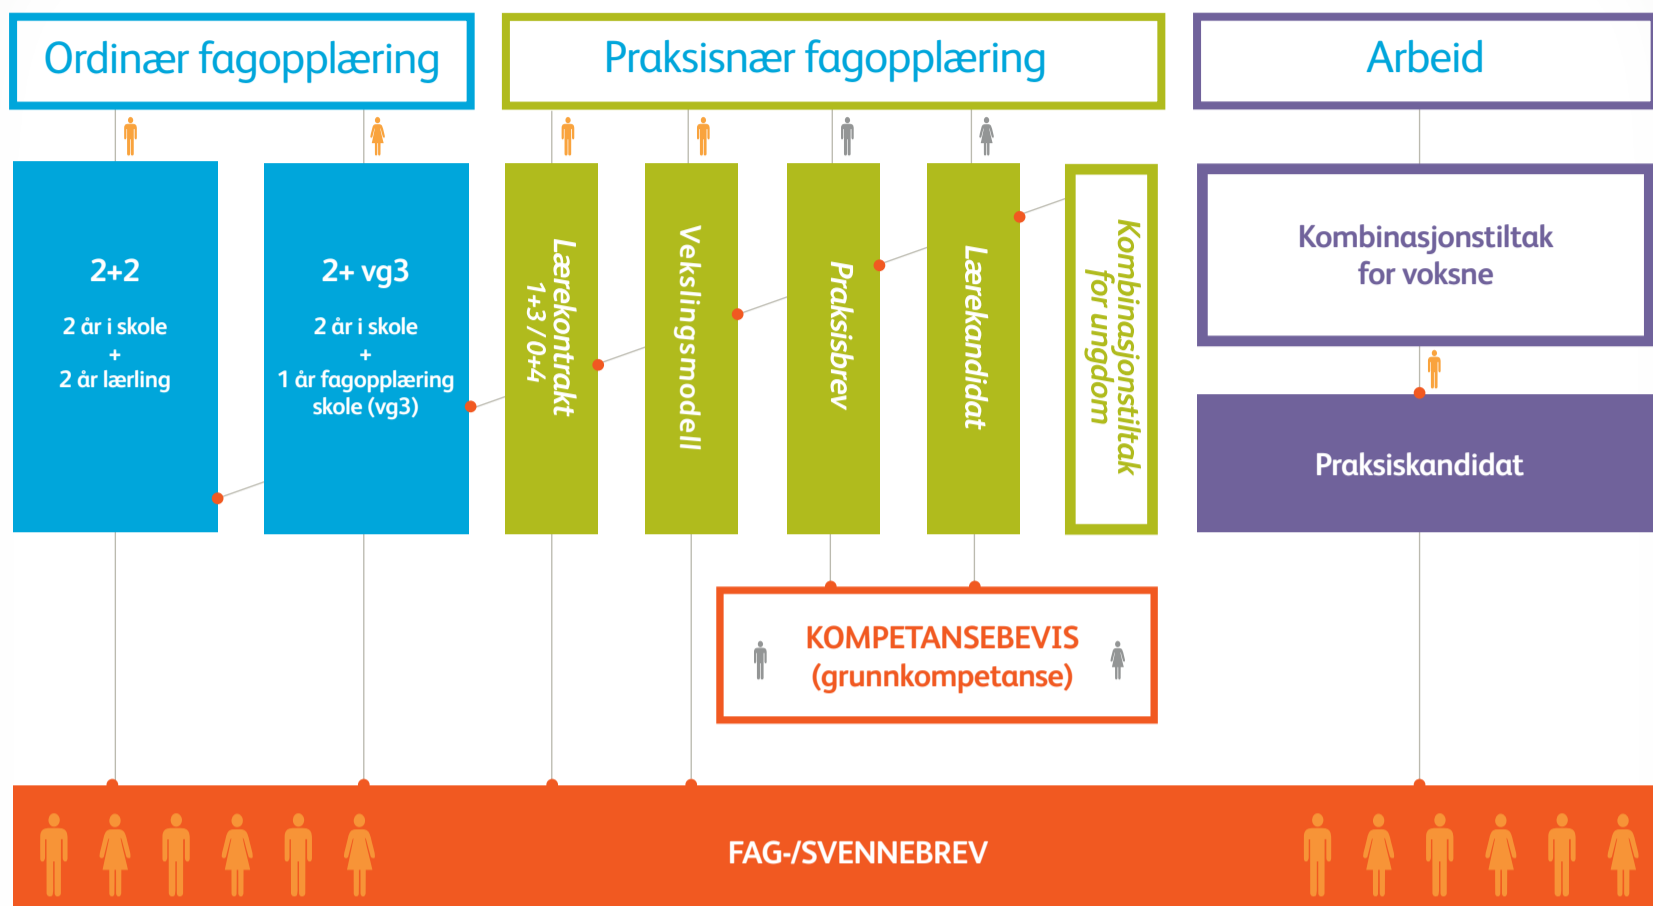 Ordinær fagopplæring
Praksisnær fagopplæring
Arbeid
2+2
2 år i skole
+
2 år lærling
2+ vg3
2 år i skole
+
1 år fagopplæring
skole (vg3)
Lærekontrakt
1+3 / 0+4
Vekslingsmodell
Praksisbrev
Lærekandidat
Kombinasjonstiltak
for ungdom
Kombinasjonstiltak
for voksne
Praksiskandidat
KOMPETANSEBEVIS
(grunnkompetanse)
FAG-/SVENNEBREV